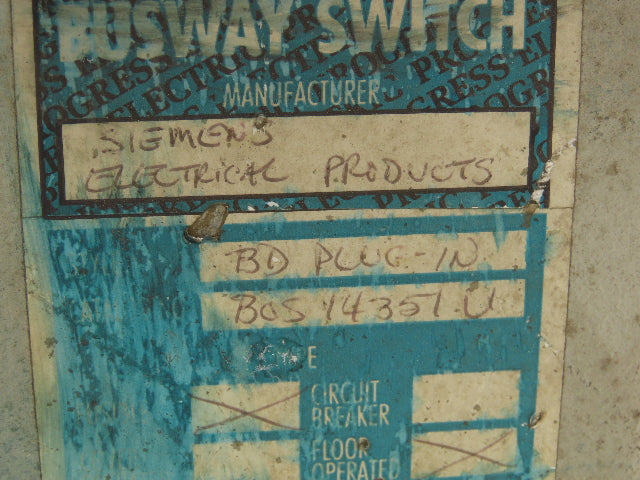 BUSWAY SWITCH
MANUFACTURER
SIEMENS
ELECTRICAL PRODUCTS
BD PLUG-IN
BOS 14357 U
CIRCUIT
BREAKER
FLOOR
OPERATED